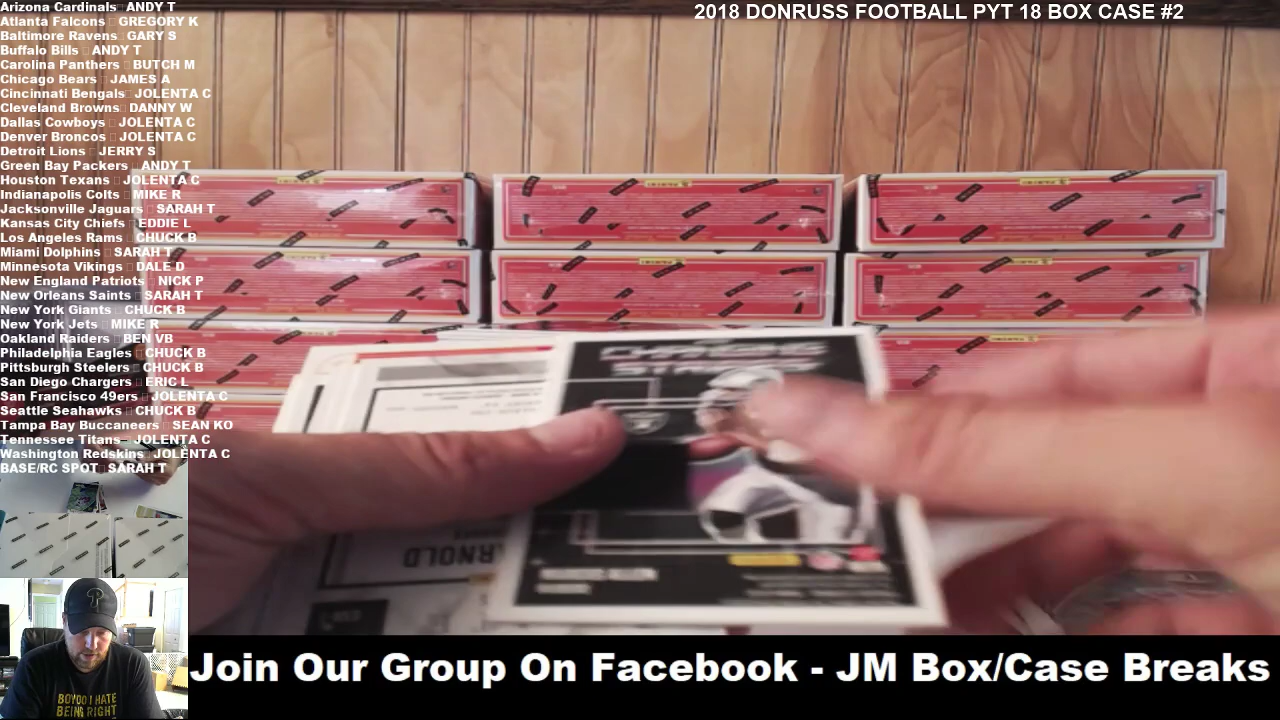 2018 DONRUSS FOOTBALL PYT 18 BOX CASE #2
Arizona Cardinals ANDY T
Atlanta Falcons GREGORY K
Baltimore Ravens GARY S
Buffalo Bills ANDY T
Carolina Panthers BUTCH M
Chicago Bears JAMES A
Cincinnati Bengals JOLENTA C
Cleveland Browns DANNY W
Dallas Cowboys JOLENTA C
Denver Broncos JOLENTA C
Detroit Lions JERRY S
Green Bay Packers ANDY T
Houston Texans JOLENTA C
Indianapolis Colts MIKE R
Jacksonville Jaguars SARAH T
Kansas City Chiefs EDDIE L
Los Angeles Rams CHUCK B
Miami Dolphins SARAH T
Minnesota Vikings DALE D
New England Patriots NICK P
New Orleans Saints SARAH T
New York Giants CHUCK B
New York Jets MIKE R
Oakland Raiders BEN VB
Philadelphia Eagles CHUCK B
Pittsburgh Steelers CHUCK B
San Diego Chargers ERIC L
San Francisco 49ers JOLENTA C
Seattle Seahawks CHUCK B
Tampa Bay Buccaneers SEAN KO
Tennessee Titans JOLENTA C
Washington Redskins JOLENTA C
BASE/RC SPOT SARAH T
RNOLD
BOYDO I HATE
BEING RIGHT
Join Our Group On Facebook - JM Box/Case Breaks